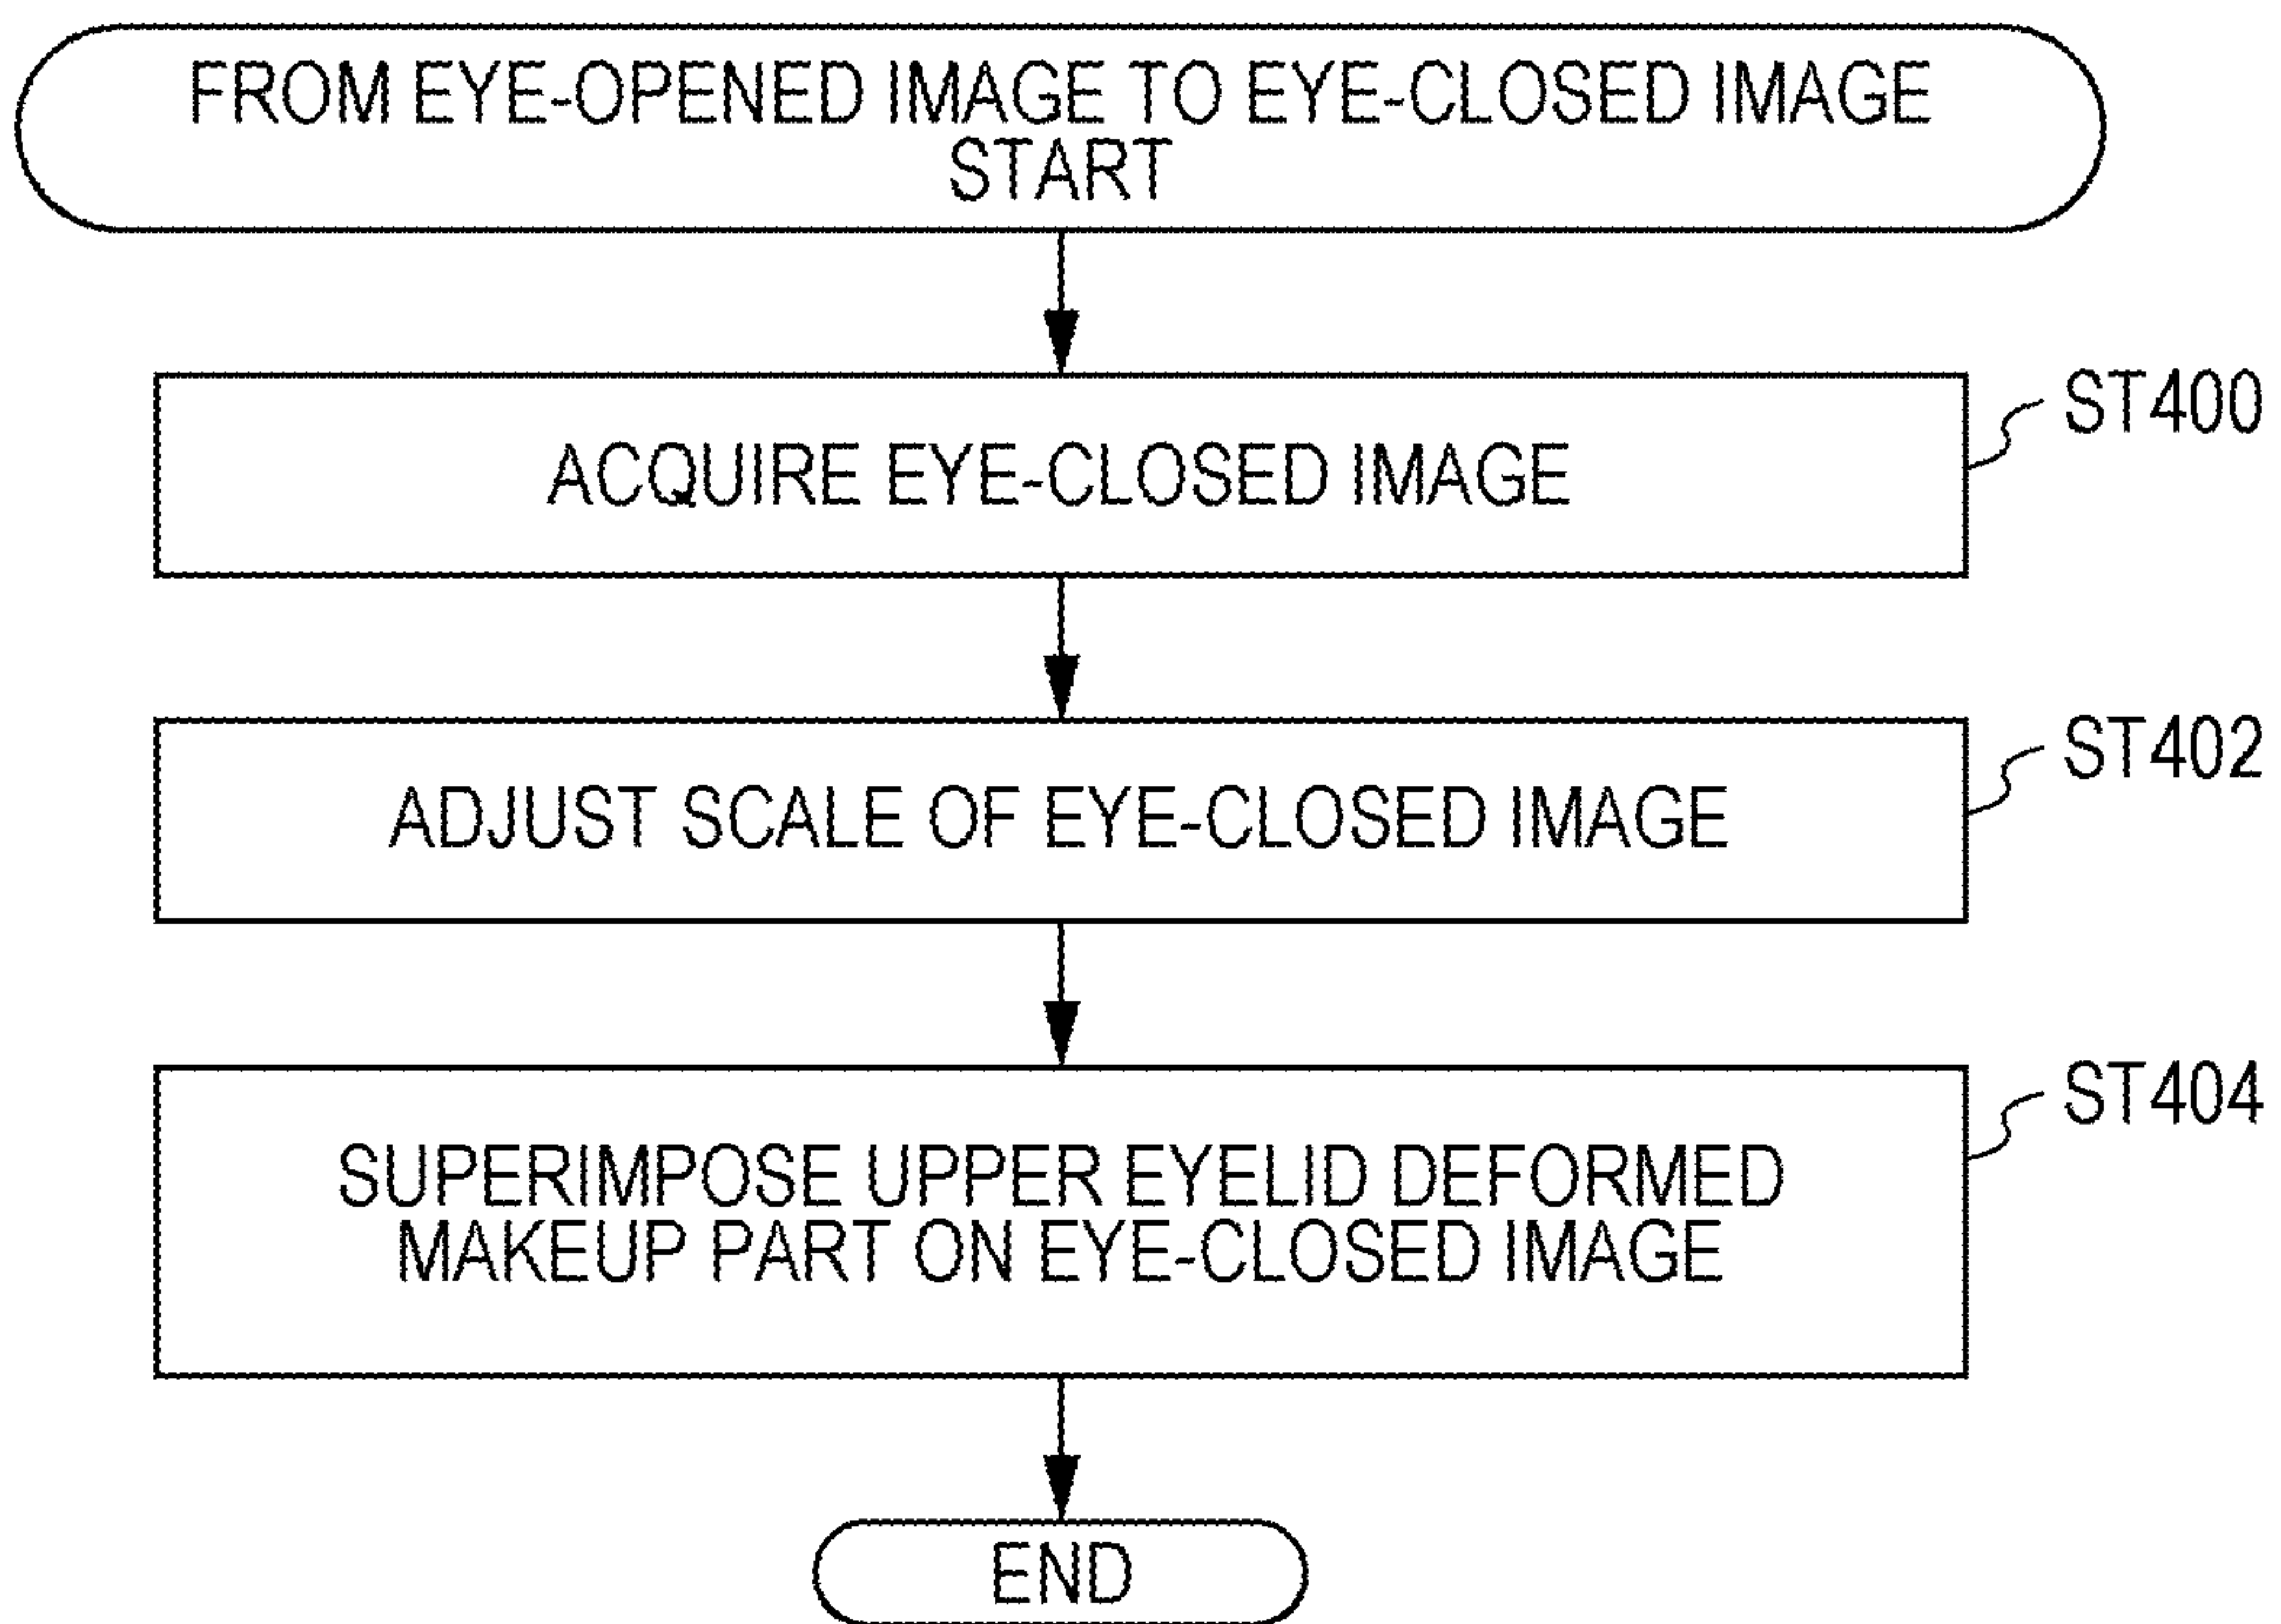 FROM EYE-OPENED IMAGE TO EYE-CLOSED IMAGE
START
ACQUIRE EYE-CLOSED IMAGE
ST400
ADJUST SCALE OF EYE-CLOSED IMAGE
ST402
SUPERIMPOSE UPPER EYELID DEFORMED
MAKEUP PART ON EYE-CLOSED IMAGE
ST404
END